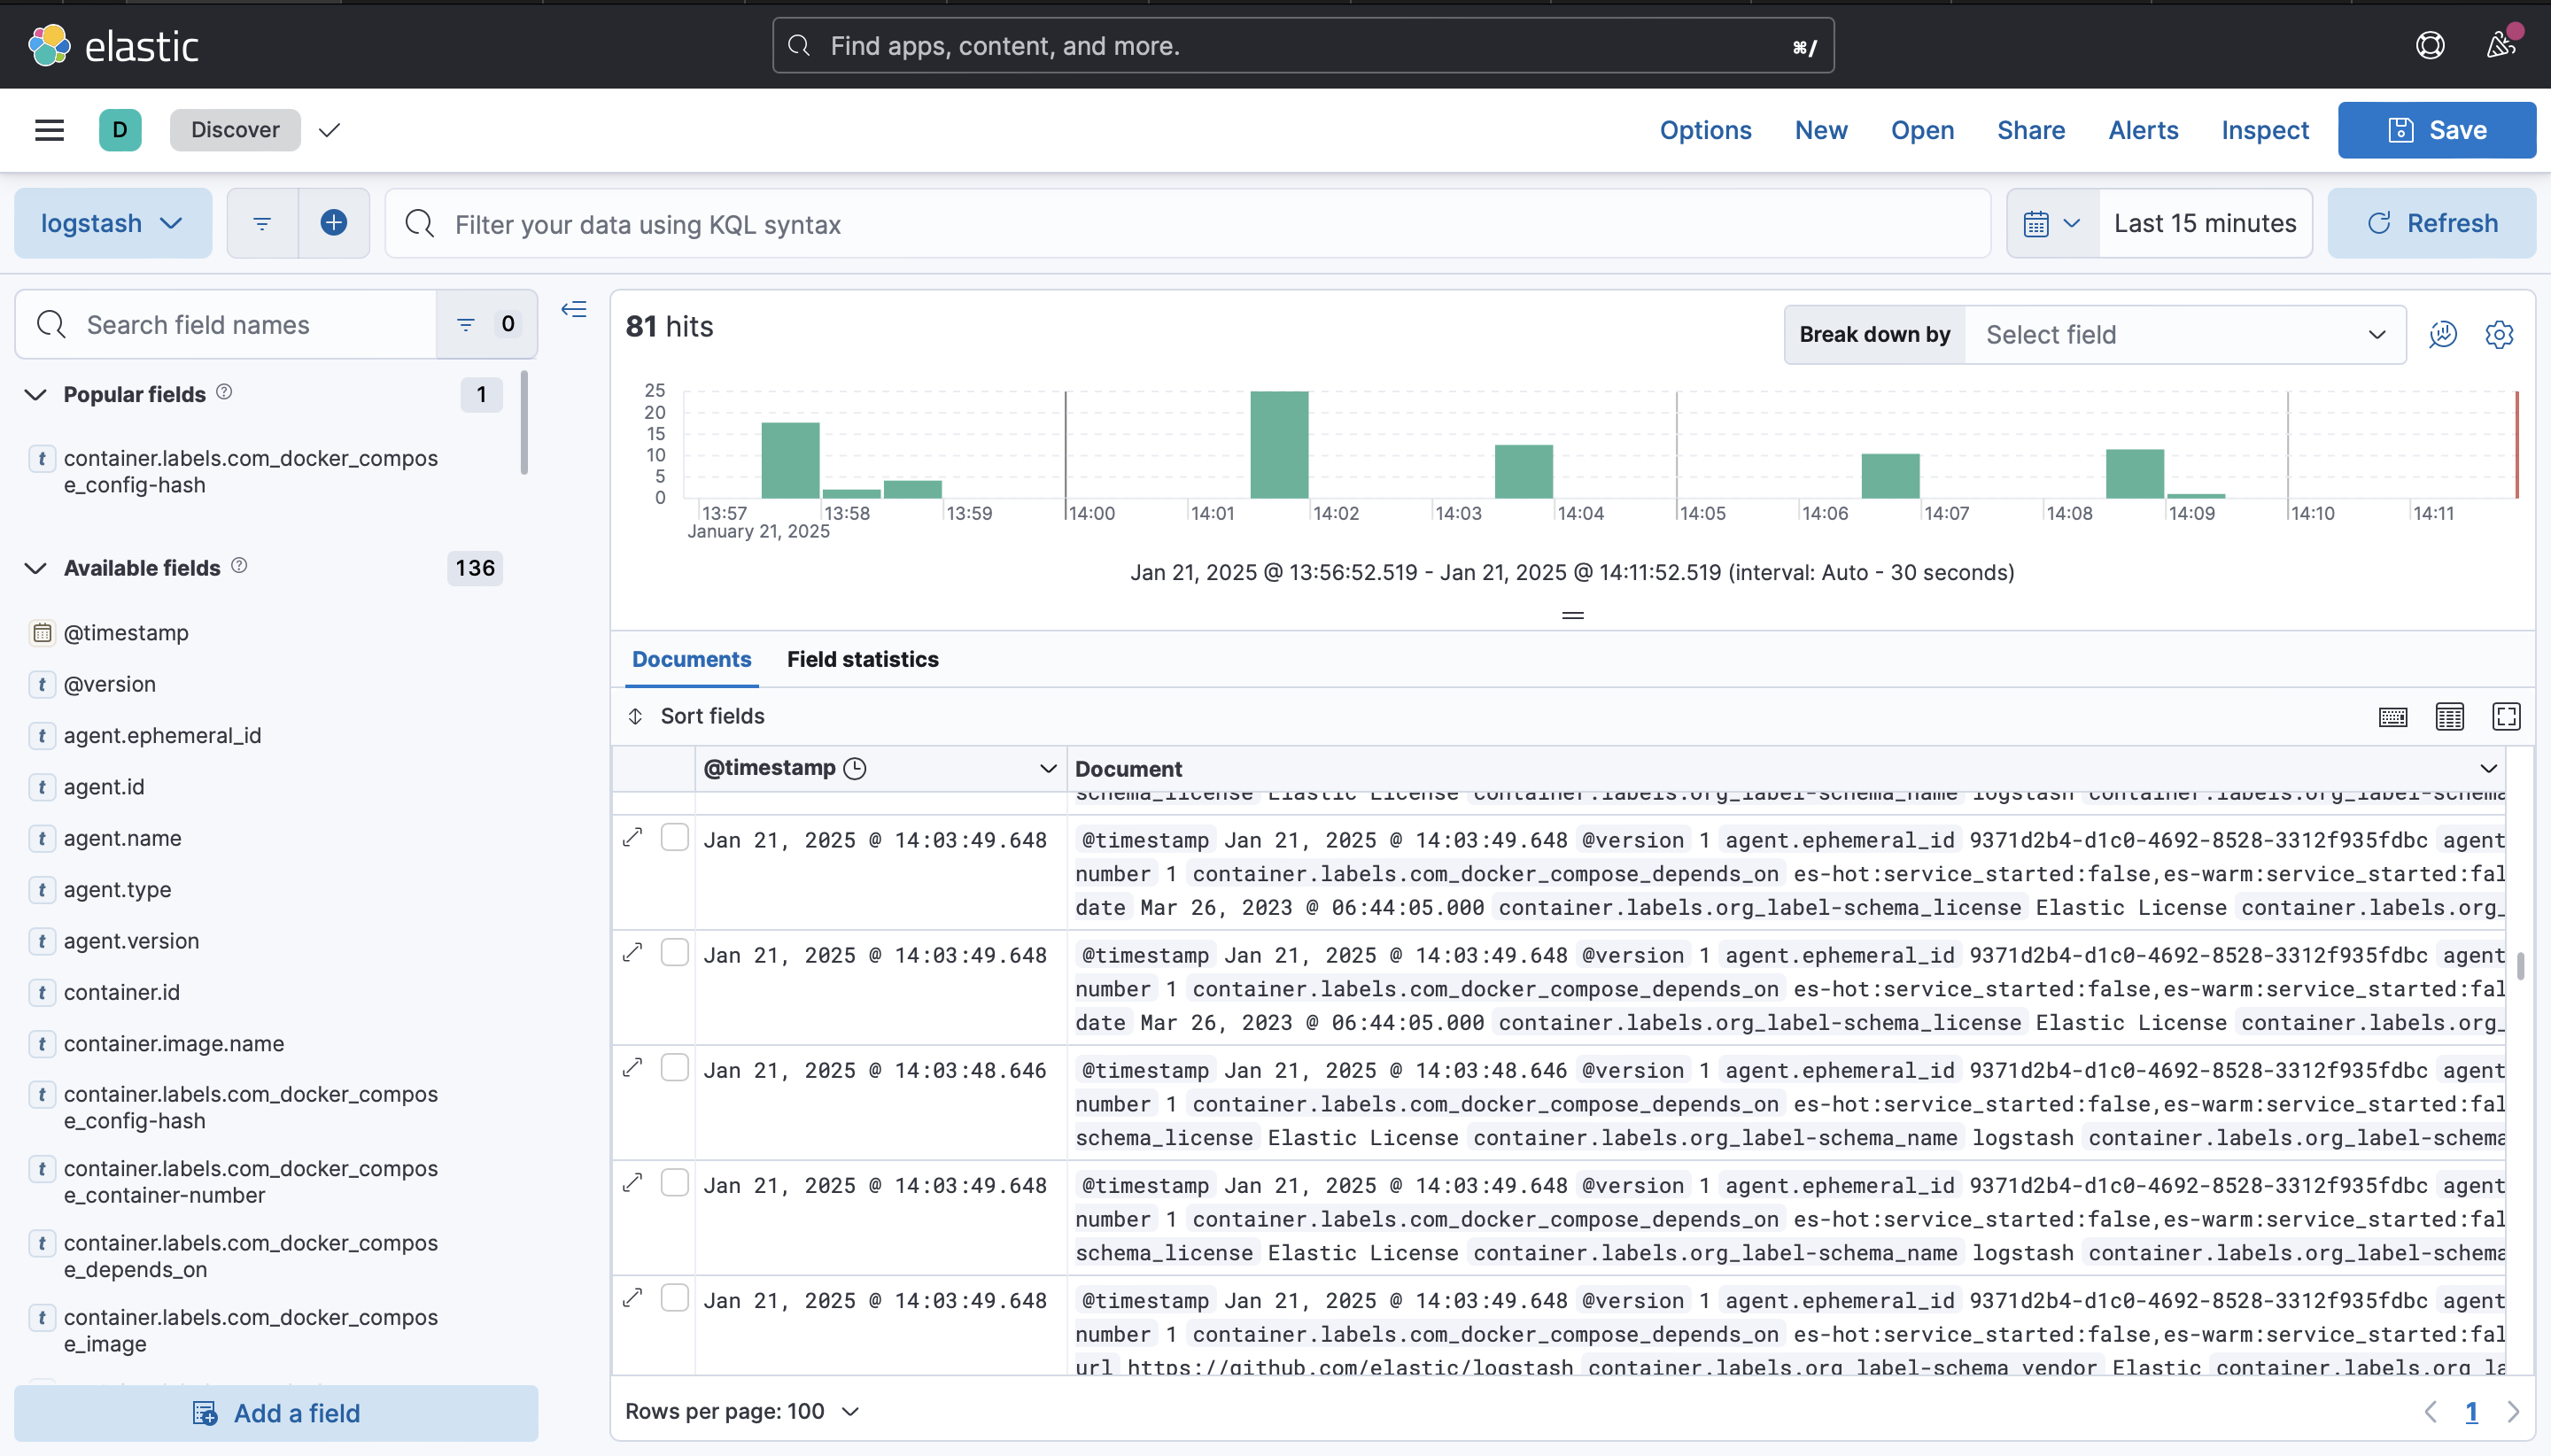 elastic
Find apps, content, and more.
⌘/
D
Discover
Options
New
Open
Share
Alerts
Inspect
Save
logstash
Filter your data using KQL syntax
Last 15 minutes
Refresh
Search field names
0
Popular fields
1
container.labels.com_docker_compos
e_config-hash
Available fields
136
@timestamp
t @version
t agent.ephemeral_id
t agent.id
t agent.name
t agent.type
t agent.version
t container.id
t container.image.name
t container.labels.com_docker_compos
e_config-hash
t container.labels.com_docker_compos
e_container-number
t container.labels.com_docker_compos
e_depends_on
t container.labels.com_docker_compos
e_image
Add a field
81 hits
Break down by
Select field
25
20
15
10
5
0
13:57
13:58
13:59
14:00
14:01
14:02
14:03
14:04
14:05
14:06
14:07
14:08
14:09
14:10
14:11
January 21, 2025
Jan 21, 2025 @ 13:56:52.519 - Jan 21, 2025 @ 14:11:52.519 (interval: Auto - 30 seconds)
Documents
Field statistics
Sort fields
@timestamp
Document
schema_license Elastic License container.labels.org_label-schema_name logstash container.labels.org_label-schema
Jan 21, 2025 @ 14:03:49.648
@timestamp Jan 21, 2025 @ 14:03:49.648 @version 1 agent.ephemeral_id 9371d2b4-d1c0-4692-8528-3312f935fdbc agent
number 1 container.labels.com_docker_compose_depends_on es-hot:service_started:false,es-warm:service_started:fal
date Mar 26, 2023 @ 06:44:05.000 container.labels.org_label-schema_license Elastic License container.labels.org_
Jan 21, 2025 @ 14:03:49.648
@timestamp Jan 21, 2025 @ 14:03:49.648 @version 1 agent.ephemeral_id 9371d2b4-d1c0-4692-8528-3312f935fdbc agent
number 1 container.labels.com_docker_compose_depends_on es-hot:service_started:false,es-warm:service_started:fal
date Mar 26, 2023 @ 06:44:05.000 container.labels.org_label-schema_license Elastic License container.labels.org_
Jan 21, 2025 @ 14:03:48.646
@timestamp Jan 21, 2025 @ 14:03:48.646 @version 1 agent.ephemeral_id 9371d2b4-d1c0-4692-8528-3312f935fdbc agent
number 1 container.labels.com_docker_compose_depends_on es-hot:service_started:false,es-warm:service_started:fal
schema_license Elastic License container.labels.org_label-schema_name logstash container.labels.org_label-schema
Jan 21, 2025 @ 14:03:49.648
@timestamp Jan 21, 2025 @ 14:03:49.648 @version 1 agent.ephemeral_id 9371d2b4-d1c0-4692-8528-3312f935fdbc agent
number 1 container.labels.com_docker_compose_depends_on es-hot:service_started:false,es-warm:service_started:fal
schema_license Elastic License container.labels.org_label-schema_name logstash container.labels.org_label-schema
Jan 21, 2025 @ 14:03:49.648
@timestamp Jan 21, 2025 @ 14:03:49.648 @version 1 agent.ephemeral_id 9371d2b4-d1c0-4692-8528-3312f935fdbc agent
number 1 container.labels.com_docker_compose_depends_on es-hot:service_started:false,es-warm:service_started:fal
url https://github.com/elastic/logstash container.labels.org_label-schema_vendor Elastic container.labels.org_la
Rows per page: 100
1